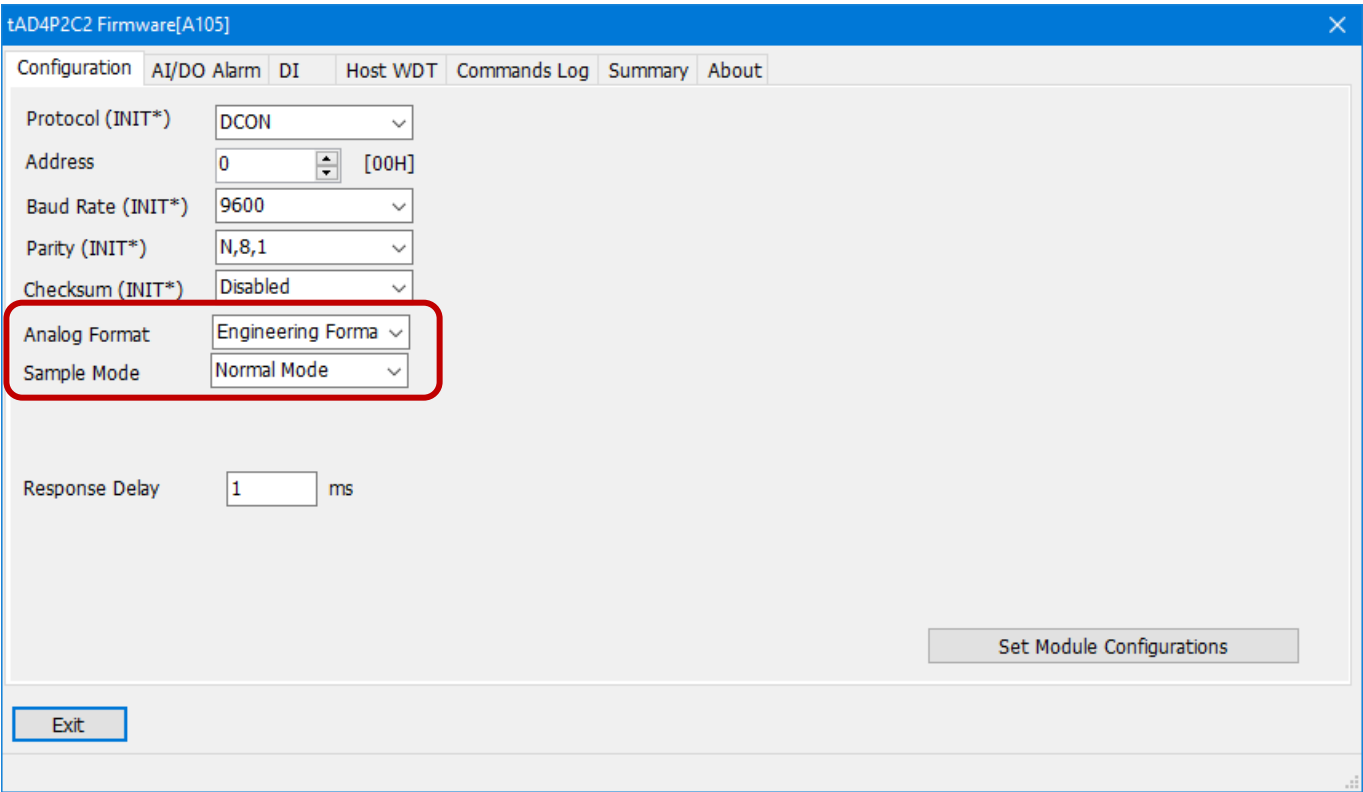 tAD4P2C2 Firmware[A105]
Configuration AI/DO Alarm DI Host WDT Commands Log Summary About
Protocol (INIT*) DCON
Address 0 [00H]
Baud Rate (INIT*) 9600
Parity (INIT*) N,8,1
Checksum (INIT*) Disabled
Analog Format Engineering Forma
Sample Mode Normal Mode
Response Delay 1 ms
Set Module Configurations
Exit